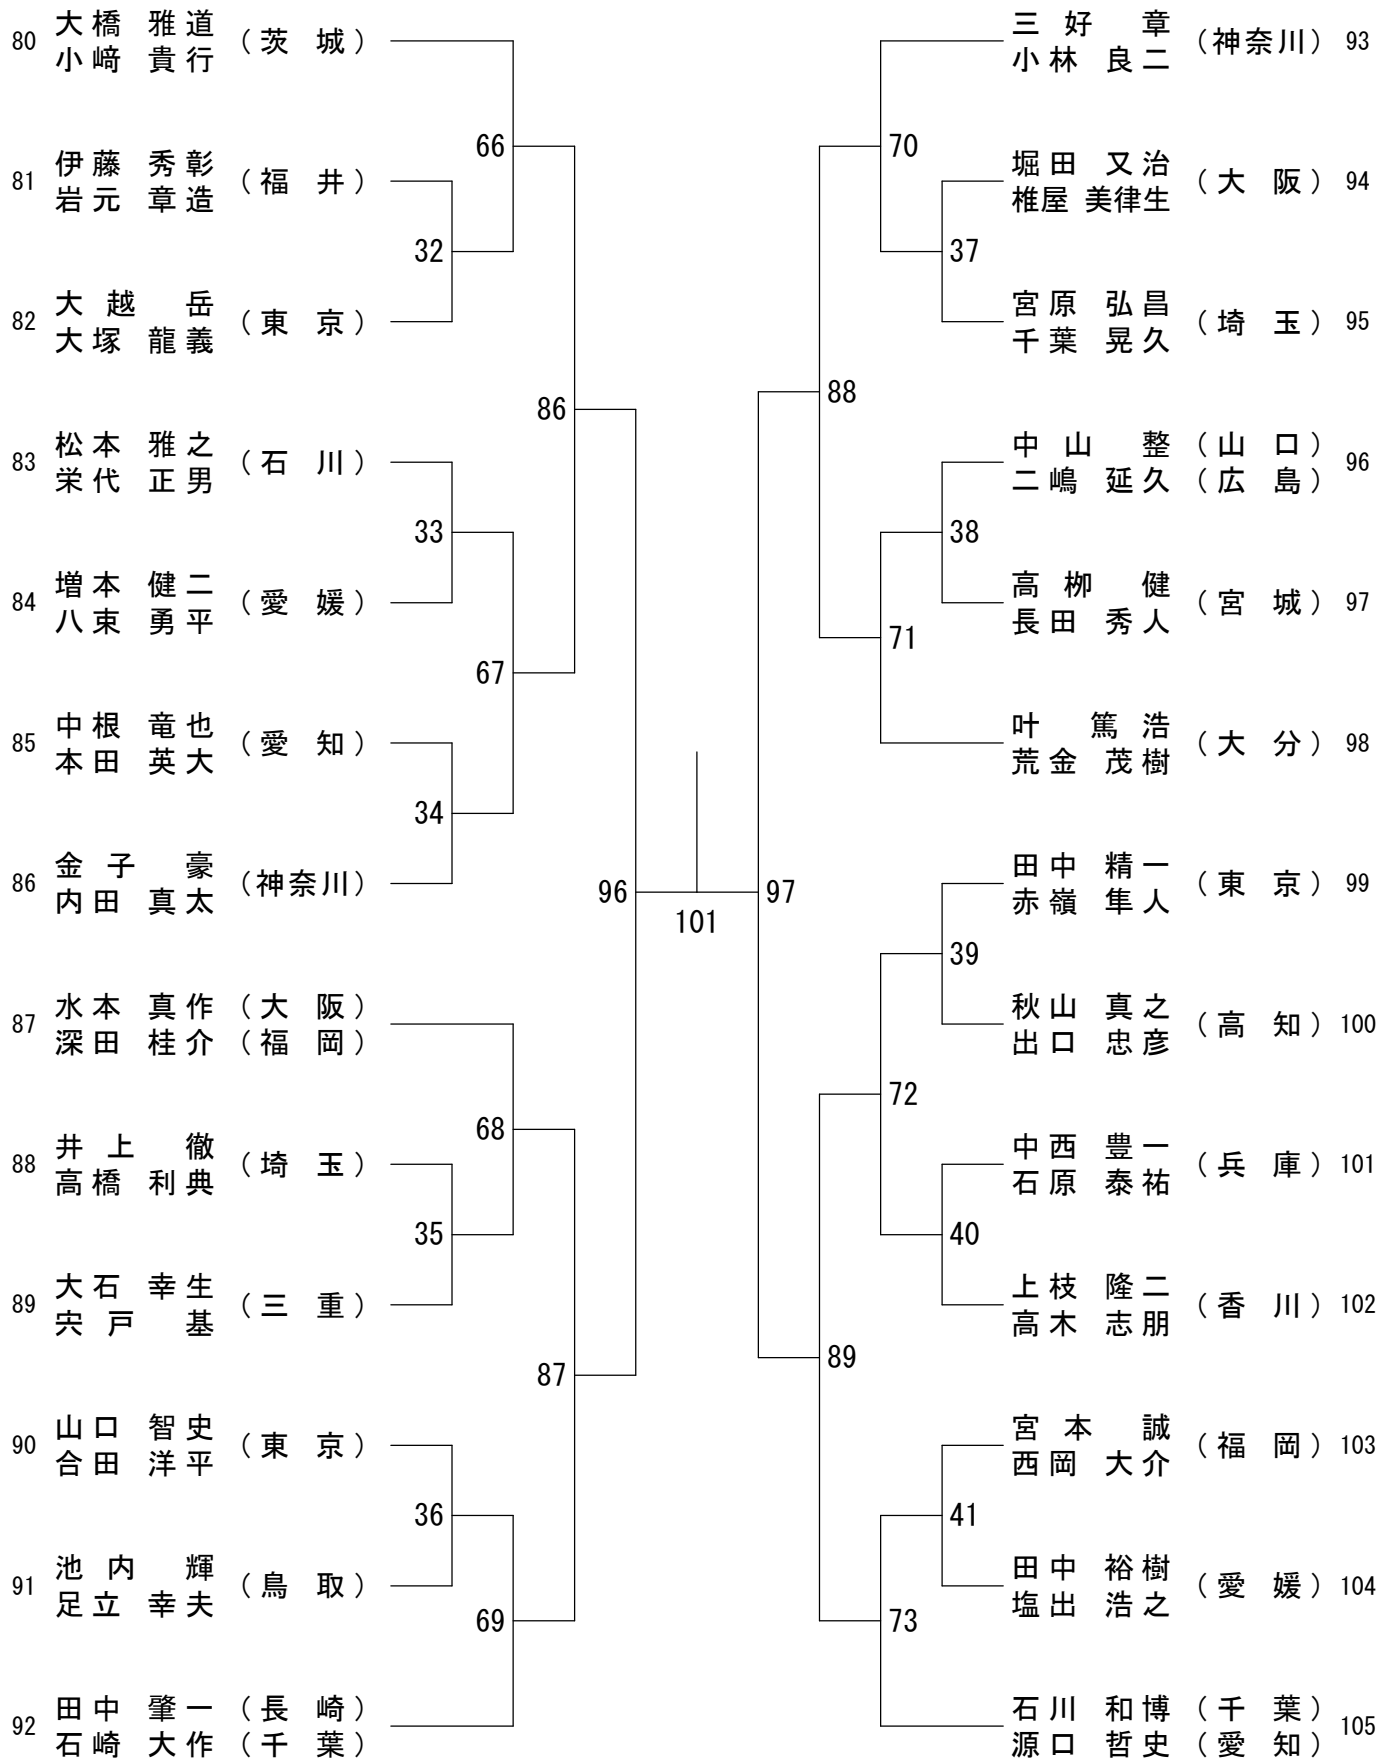 80 大橋 雅道 (茨城)
小﨑 貴行
66
81 伊藤 秀彰 (福井)
岩元 章造
32
82 大越 岳 (東京)
大塚 龍義
86
83 松本 雅之 (石川)
栄代 正男
33
84 増本 健二 (愛媛)
八束 勇平
67
85 中根 竜也 (愛知)
本田 英大
34
86 金子 豪 (神奈川)
内田 真太
96
87 水本 真作 (大阪)
深田 桂介 (福岡)
68
88 井上 徹 (埼玉)
高橋 利典
35
89 大石 幸生 (三重)
宍戸 基
87
90 山口 智史 (東京)
合田 洋平
36
91 池内 輝 (鳥取)
足立 幸夫
69
92 田中 肇一 (長崎)
石崎 大作 (千葉)
101
三好 章 (神奈川) 93
小林 良二
70
堀田 又治 (大阪) 94
椎屋 美律生
37
宮原 弘昌 (埼玉) 95
千葉 晃久
88
中山 整 (山口) 96
二嶋 延久 (広島)
38
高栁 健 (宮城) 97
長田 秀人
71
叶 篤浩 (大分) 98
荒金 茂樹
97
田中 精一 (東京) 99
赤嶺 隼人
39
秋山 真之 (高知) 100
出口 忠彦
72
中西 豊一 (兵庫) 101
石原 泰祐
40
上枝 隆二 (香川) 102
高木 志朋
89
宮本 誠 (福岡) 103
西岡 大介
41
田中 裕樹 (愛媛) 104
塩出 浩之
73
石川 和博 (千葉) 105
源口 哲史 (愛知)